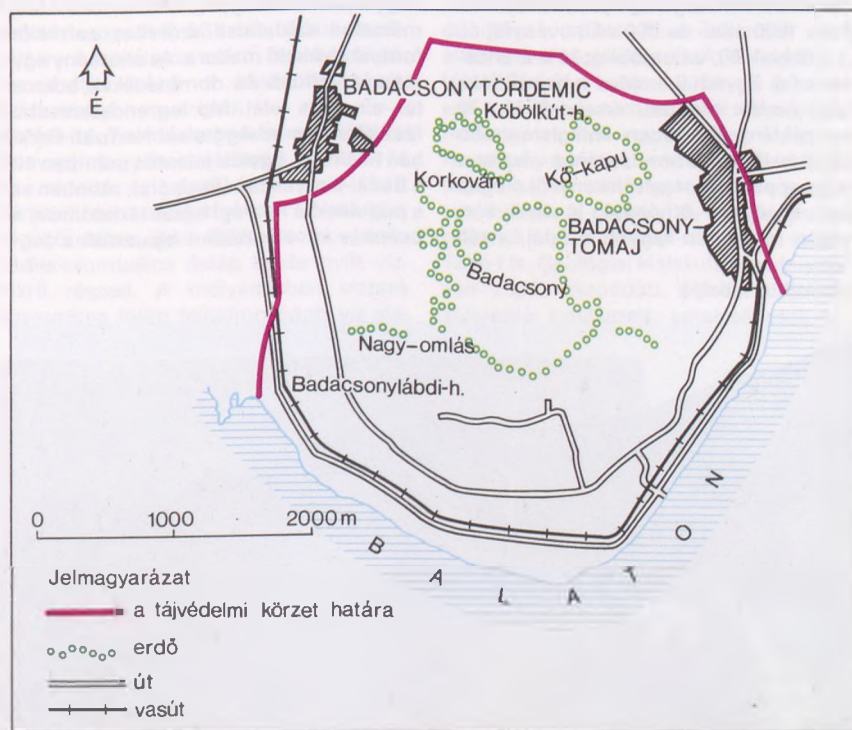 É
BADACSONYTÖRDEMIC
Köbölkút-h.
Kő-kapu
Korkován
BADACSONY-
TOMAJ
Badacsony
Nagy-omlás
Badacsonylábdi-h.
0 1000 2000 m
BALATON
Jelmagyarázat
a tájvédelmi körzet határa
erdő
út
vasút